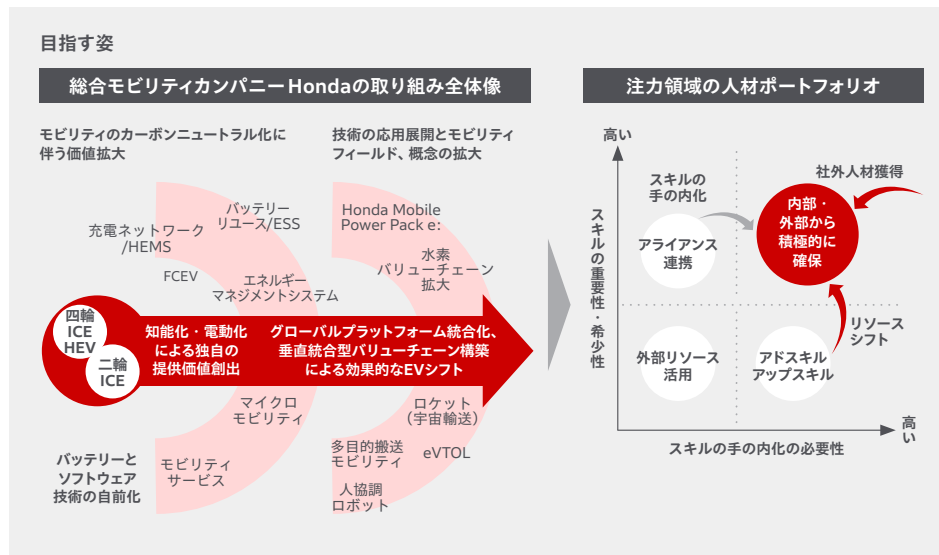 目指す姿
総合モビリティカンパニーHondaの取り組み全体像
モビリティのカーボンニュートラル化に
伴う価値拡大
技術の応用展開とモビリティ
フィールド、概念の拡大
充電ネットワーク
/HEMS
バッテリー
リユース/ESS
FCEV
エネルギー
マネジメントシステム
Honda Mobile
Power Pack e:
水素
バリューチェーン
拡大
四輪
ICE
HEV
二輪
ICE
知能化・電動化
による独自の
提供価値創出
グローバルプラットフォーム統合化、
垂直統合型バリューチェーン構築
による効果的なEVシフト
マイクロ
モビリティ
モビリティ
サービス
バッテリーと
ソフトウェア
技術の自前化
ロケット
（宇宙輸送）
多目的搬送
モビリティ
eVTOL
人協調
ロボット
注力領域の人材ポートフォリオ
高い
スキルの重要性・希少性
スキルの
手の内化
アライアンス
連携
社外人材獲得
内部・
外部から
積極的に
確保
外部リソース
活用
アドスキル
アップスキル
リソース
シフト
高い
スキルの手の内化の必要性